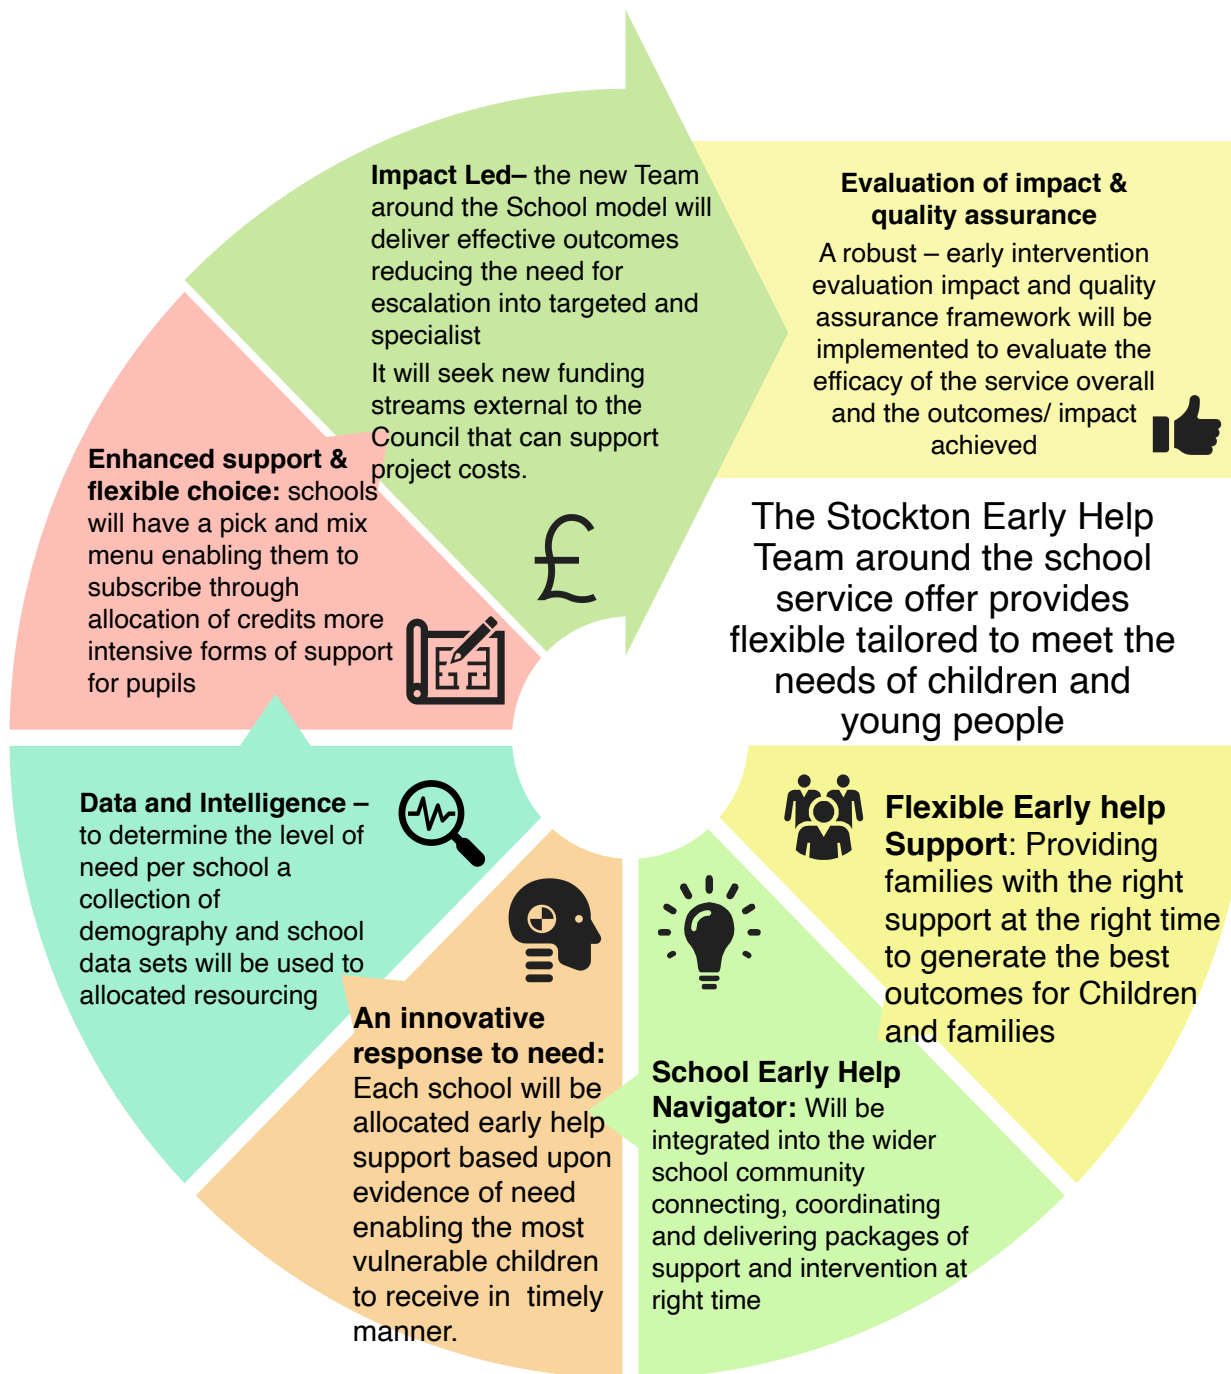 Impact Led– the new Team
around the School model will
deliver effective outcomes
reducing the need for
escalation into targeted and
specialist
It will seek new funding
streams external to the
Council that can support
project costs.
£
Evaluation of impact &
quality assurance
A robust – early intervention
evaluation impact and quality
assurance framework will be
implemented to evaluate the
efficacy of the service overall
and the outcomes/ impact
achieved
Enhanced support &
flexible choice: schools
will have a pick and mix
menu enabling them to
subscribe through
allocation of credits more
intensive forms of support
for pupils
The Stockton Early Help
Team around the school
service offer provides
flexible tailored to meet the
needs of children and
young people
Data and Intelligence –
to determine the level of
need per school a
collection of
demography and school
data sets will be used to
allocated resourcing
Flexible Early help
Support: Providing
families with the right
support at the right time
to generate the best
outcomes for Children
and families
An innovative
response to need:
Each school will be
allocated early help
support based upon
evidence of need
enabling the most
vulnerable children
to receive in  timely
manner.
School Early Help
Navigator: Will be
integrated into the wider
school community
connecting, coordinating
and delivering packages of
support and intervention at
right time